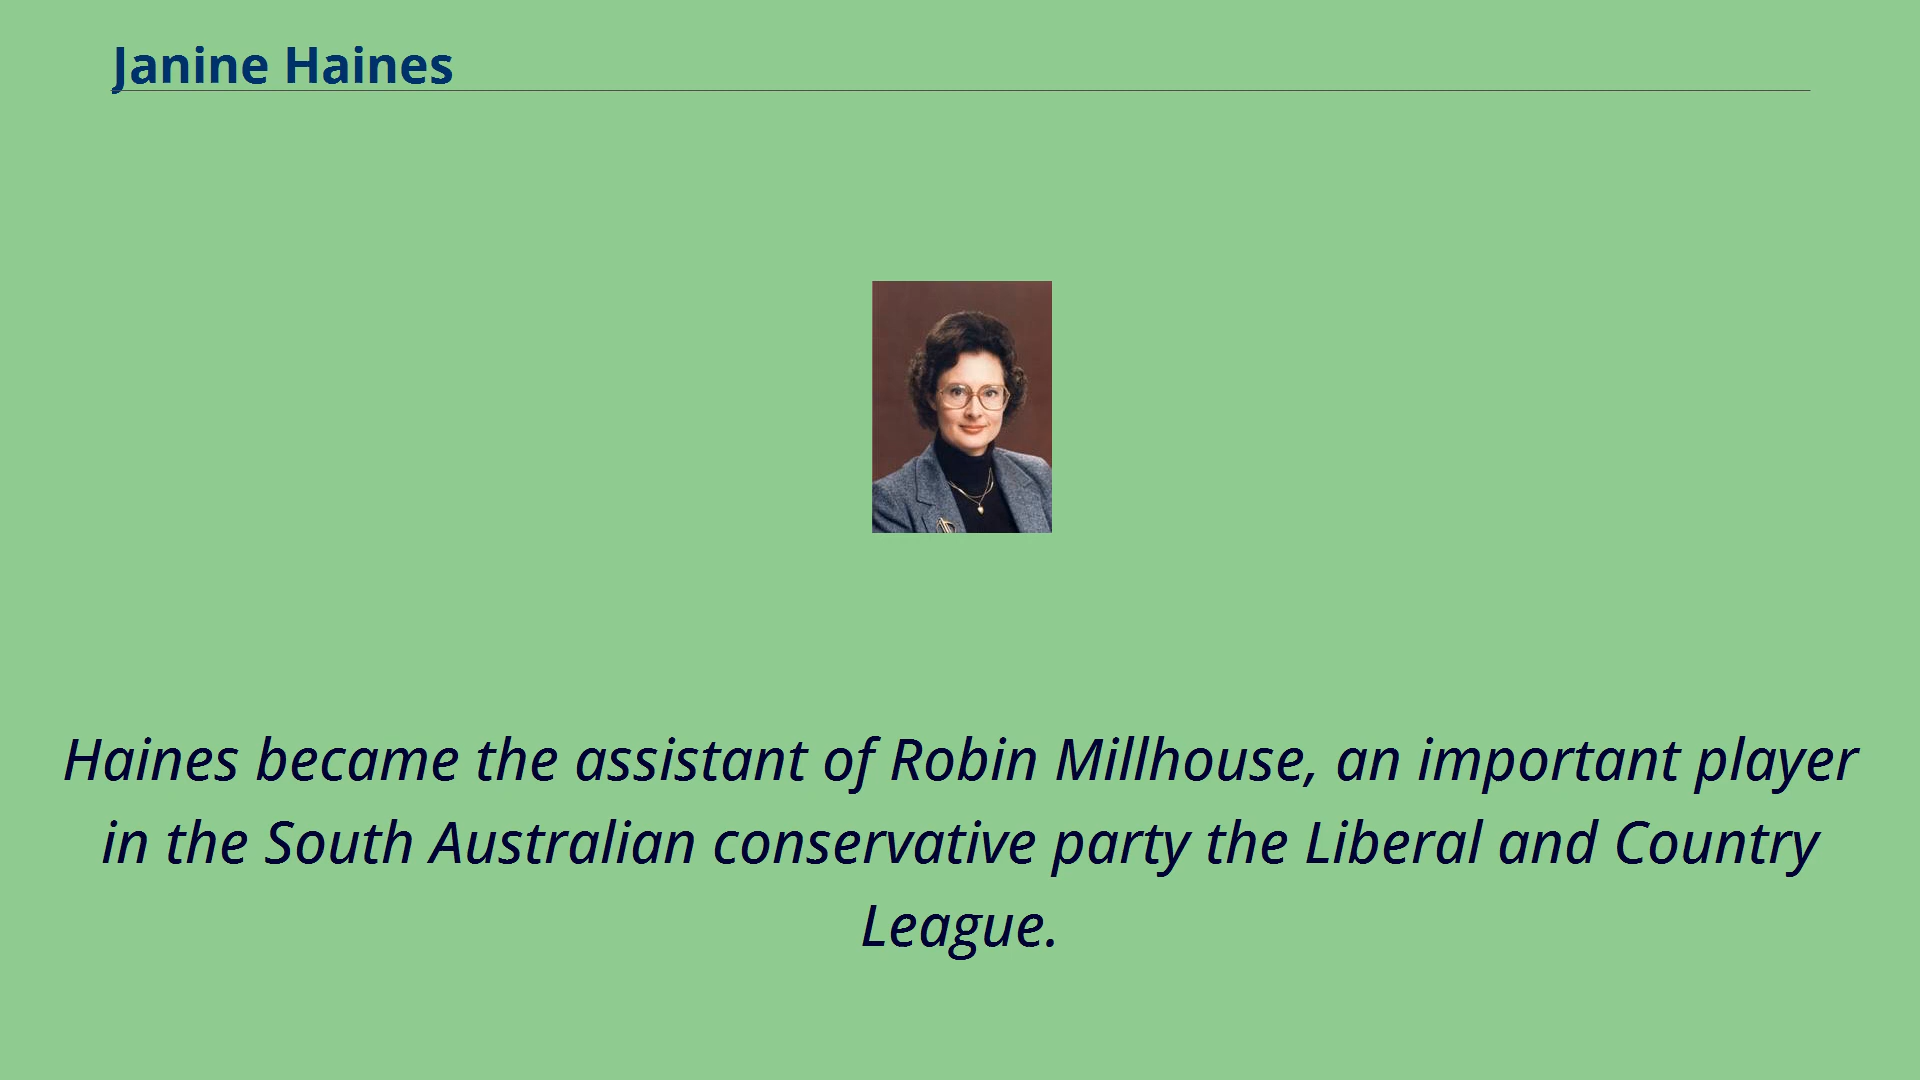 Janine Haines
Haines became the assistant of Robin Millhouse, an important player
in the South Australian conservative party the Liberal and Country
League.